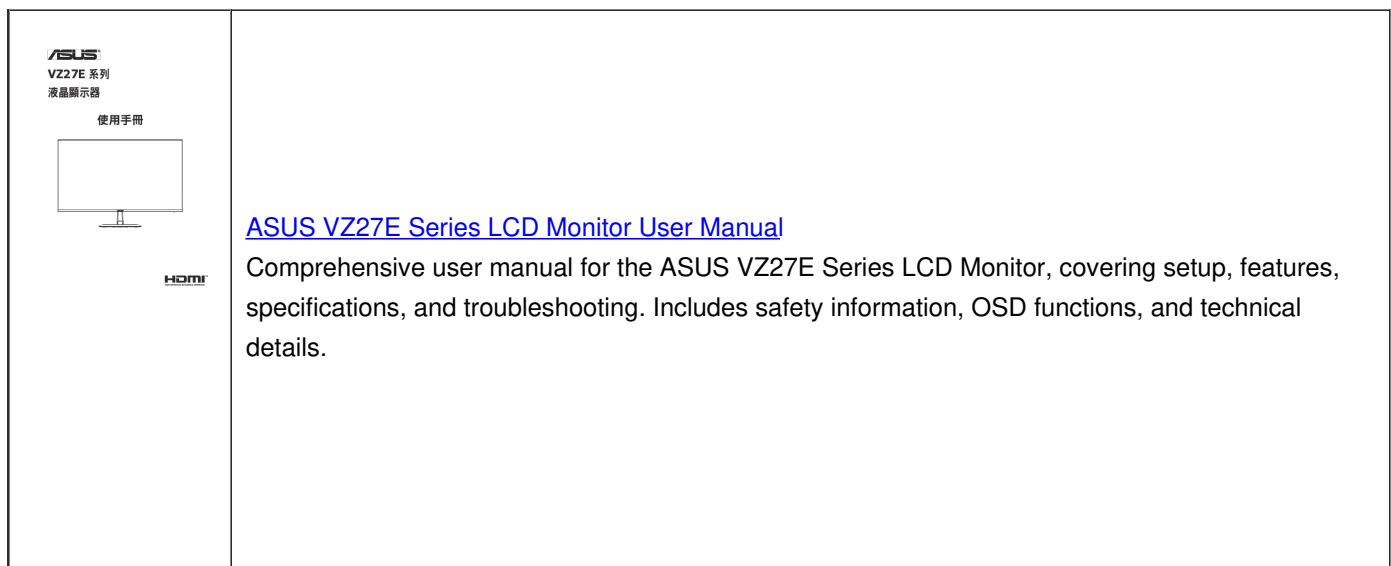 ASUS
VZ27E 系列
液晶顯示器
使用手冊
HDMI
ASUS VZ27E Series LCD Monitor User Manual
Comprehensive user manual for the ASUS VZ27E Series LCD Monitor, covering setup, features,
specifications, and troubleshooting. Includes safety information, OSD functions, and technical
details.